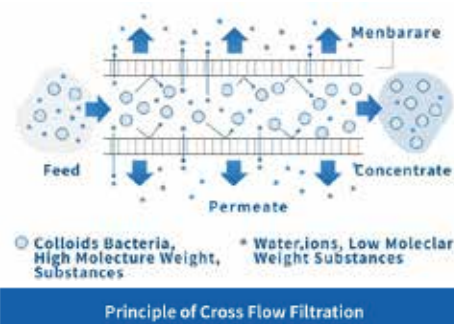 Menbarare
Feed
Concentrate
Permeate
Colloids Bacteria,
High Molecture Weight,
Substances
Water,ions, Low Moleclar
Weight Substances
Principle of Cross Flow Filtration